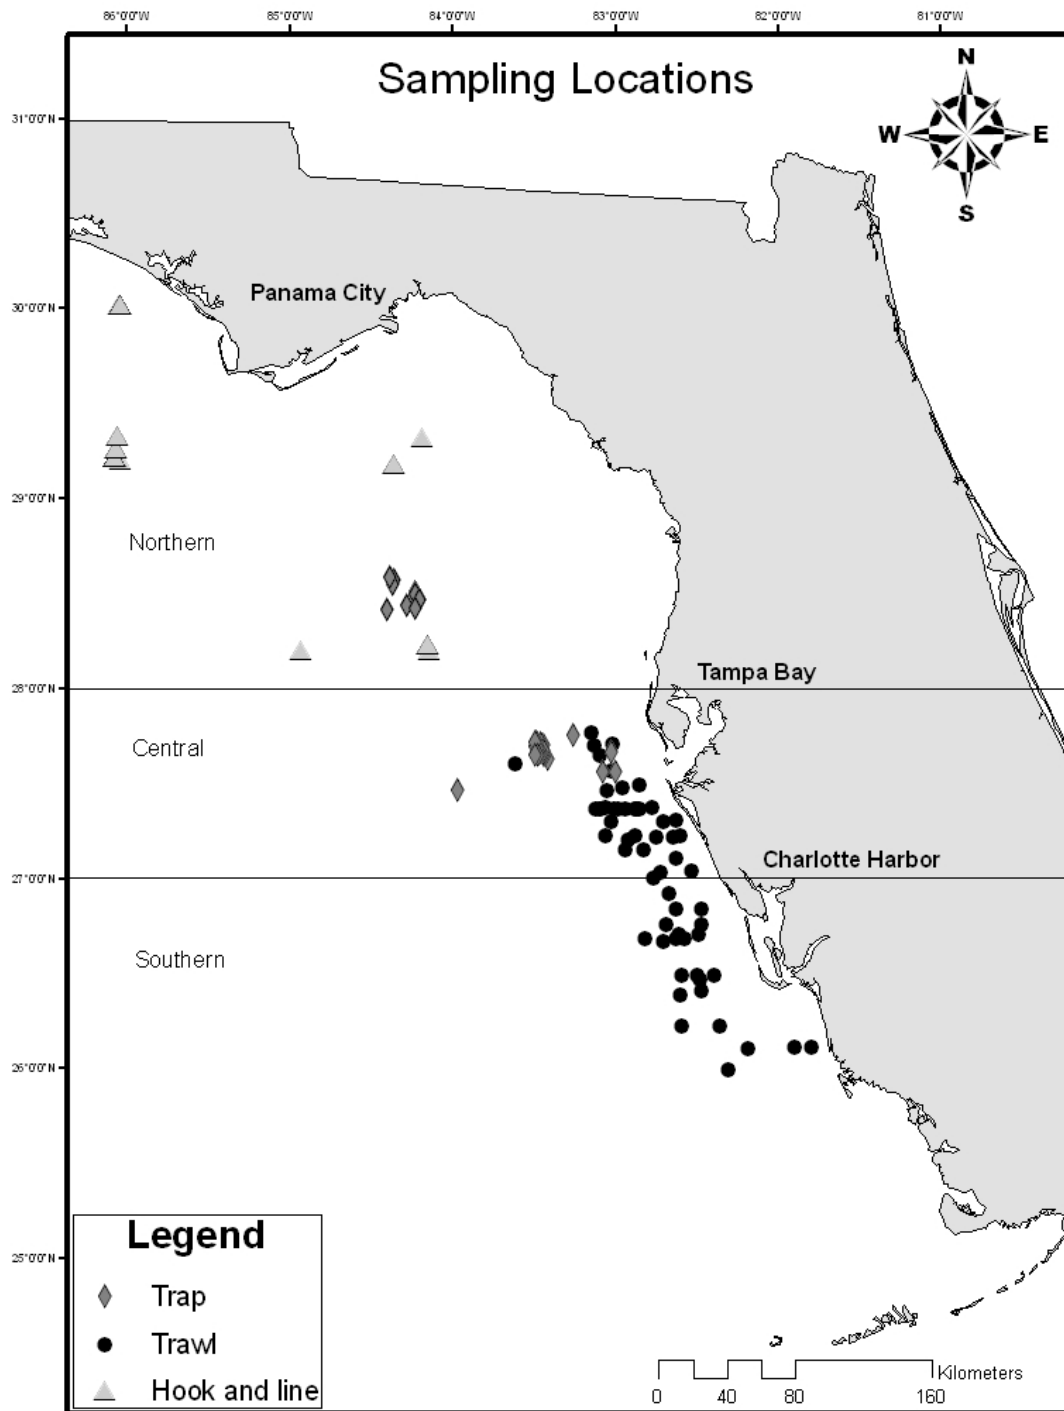 86°0'0"W 85°0'0"W 84°0'0"W 83°0'0"W 82°0'0"W 81°0'0"W
Sampling Locations
N
W E
S
31°0'0"N
Panama City
30°0'0"N
29°0'0"N
Northern
Tampa Bay
28°0'0"N
Central
Charlotte Harbor
27°0'0"N
Southern
26°0'0"N
25°0'0"N
Legend
Trap
Trawl
Hook and line
Kilometers
0 40 80 160